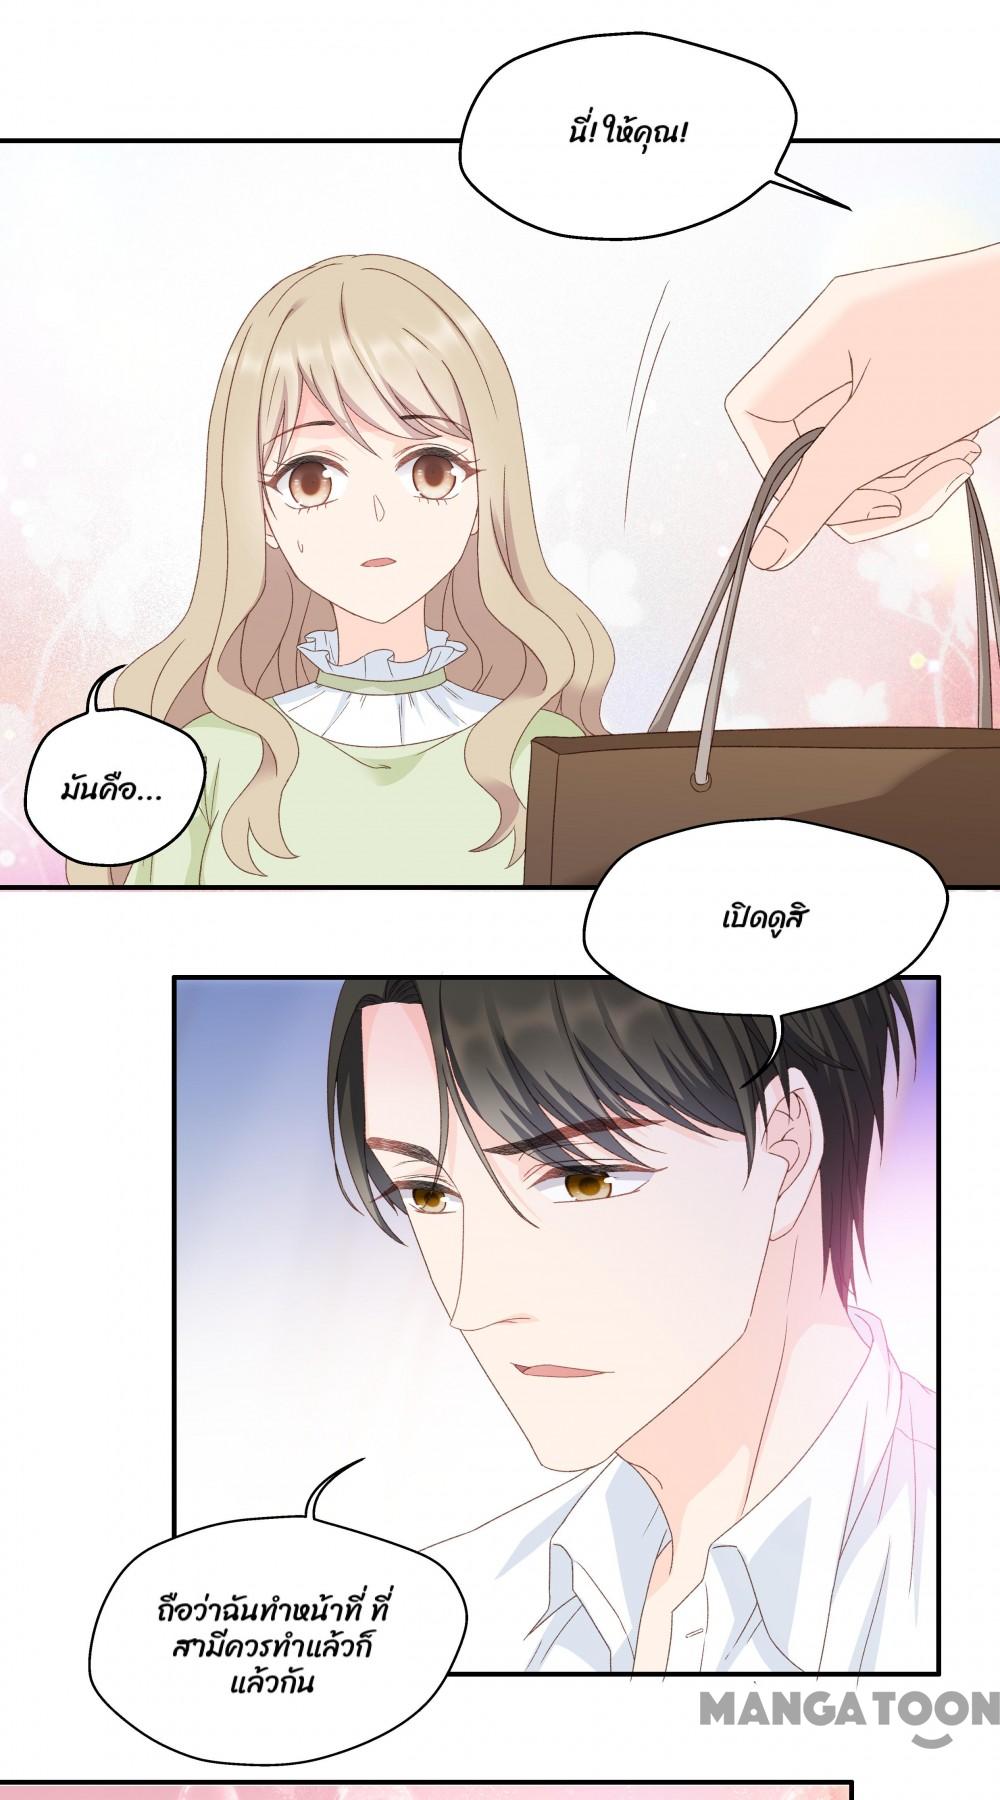 นี่! ให้คุณ!
มันคือ...
เปิดดูสิ
ถือว่าฉันทำหน้าที่ ที่
สามีควรทำแล้วก็
แล้วกัน
MANGATOON